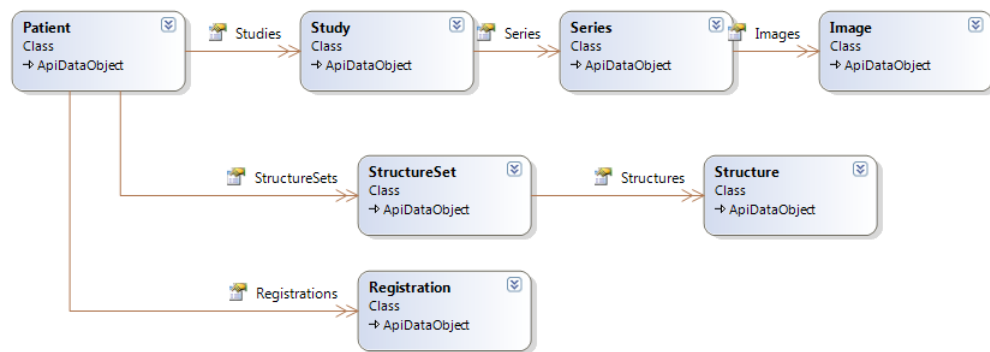 Patient
Class
ApiDataObject
Studies
Study
Class
ApiDataObject
Series
Series
Class
ApiDataObject
Images
Image
Class
ApiDataObject
StructureSets
StructureSet
Class
ApiDataObject
Structures
Structure
Class
ApiDataObject
Registrations
Registration
Class
ApiDataObject